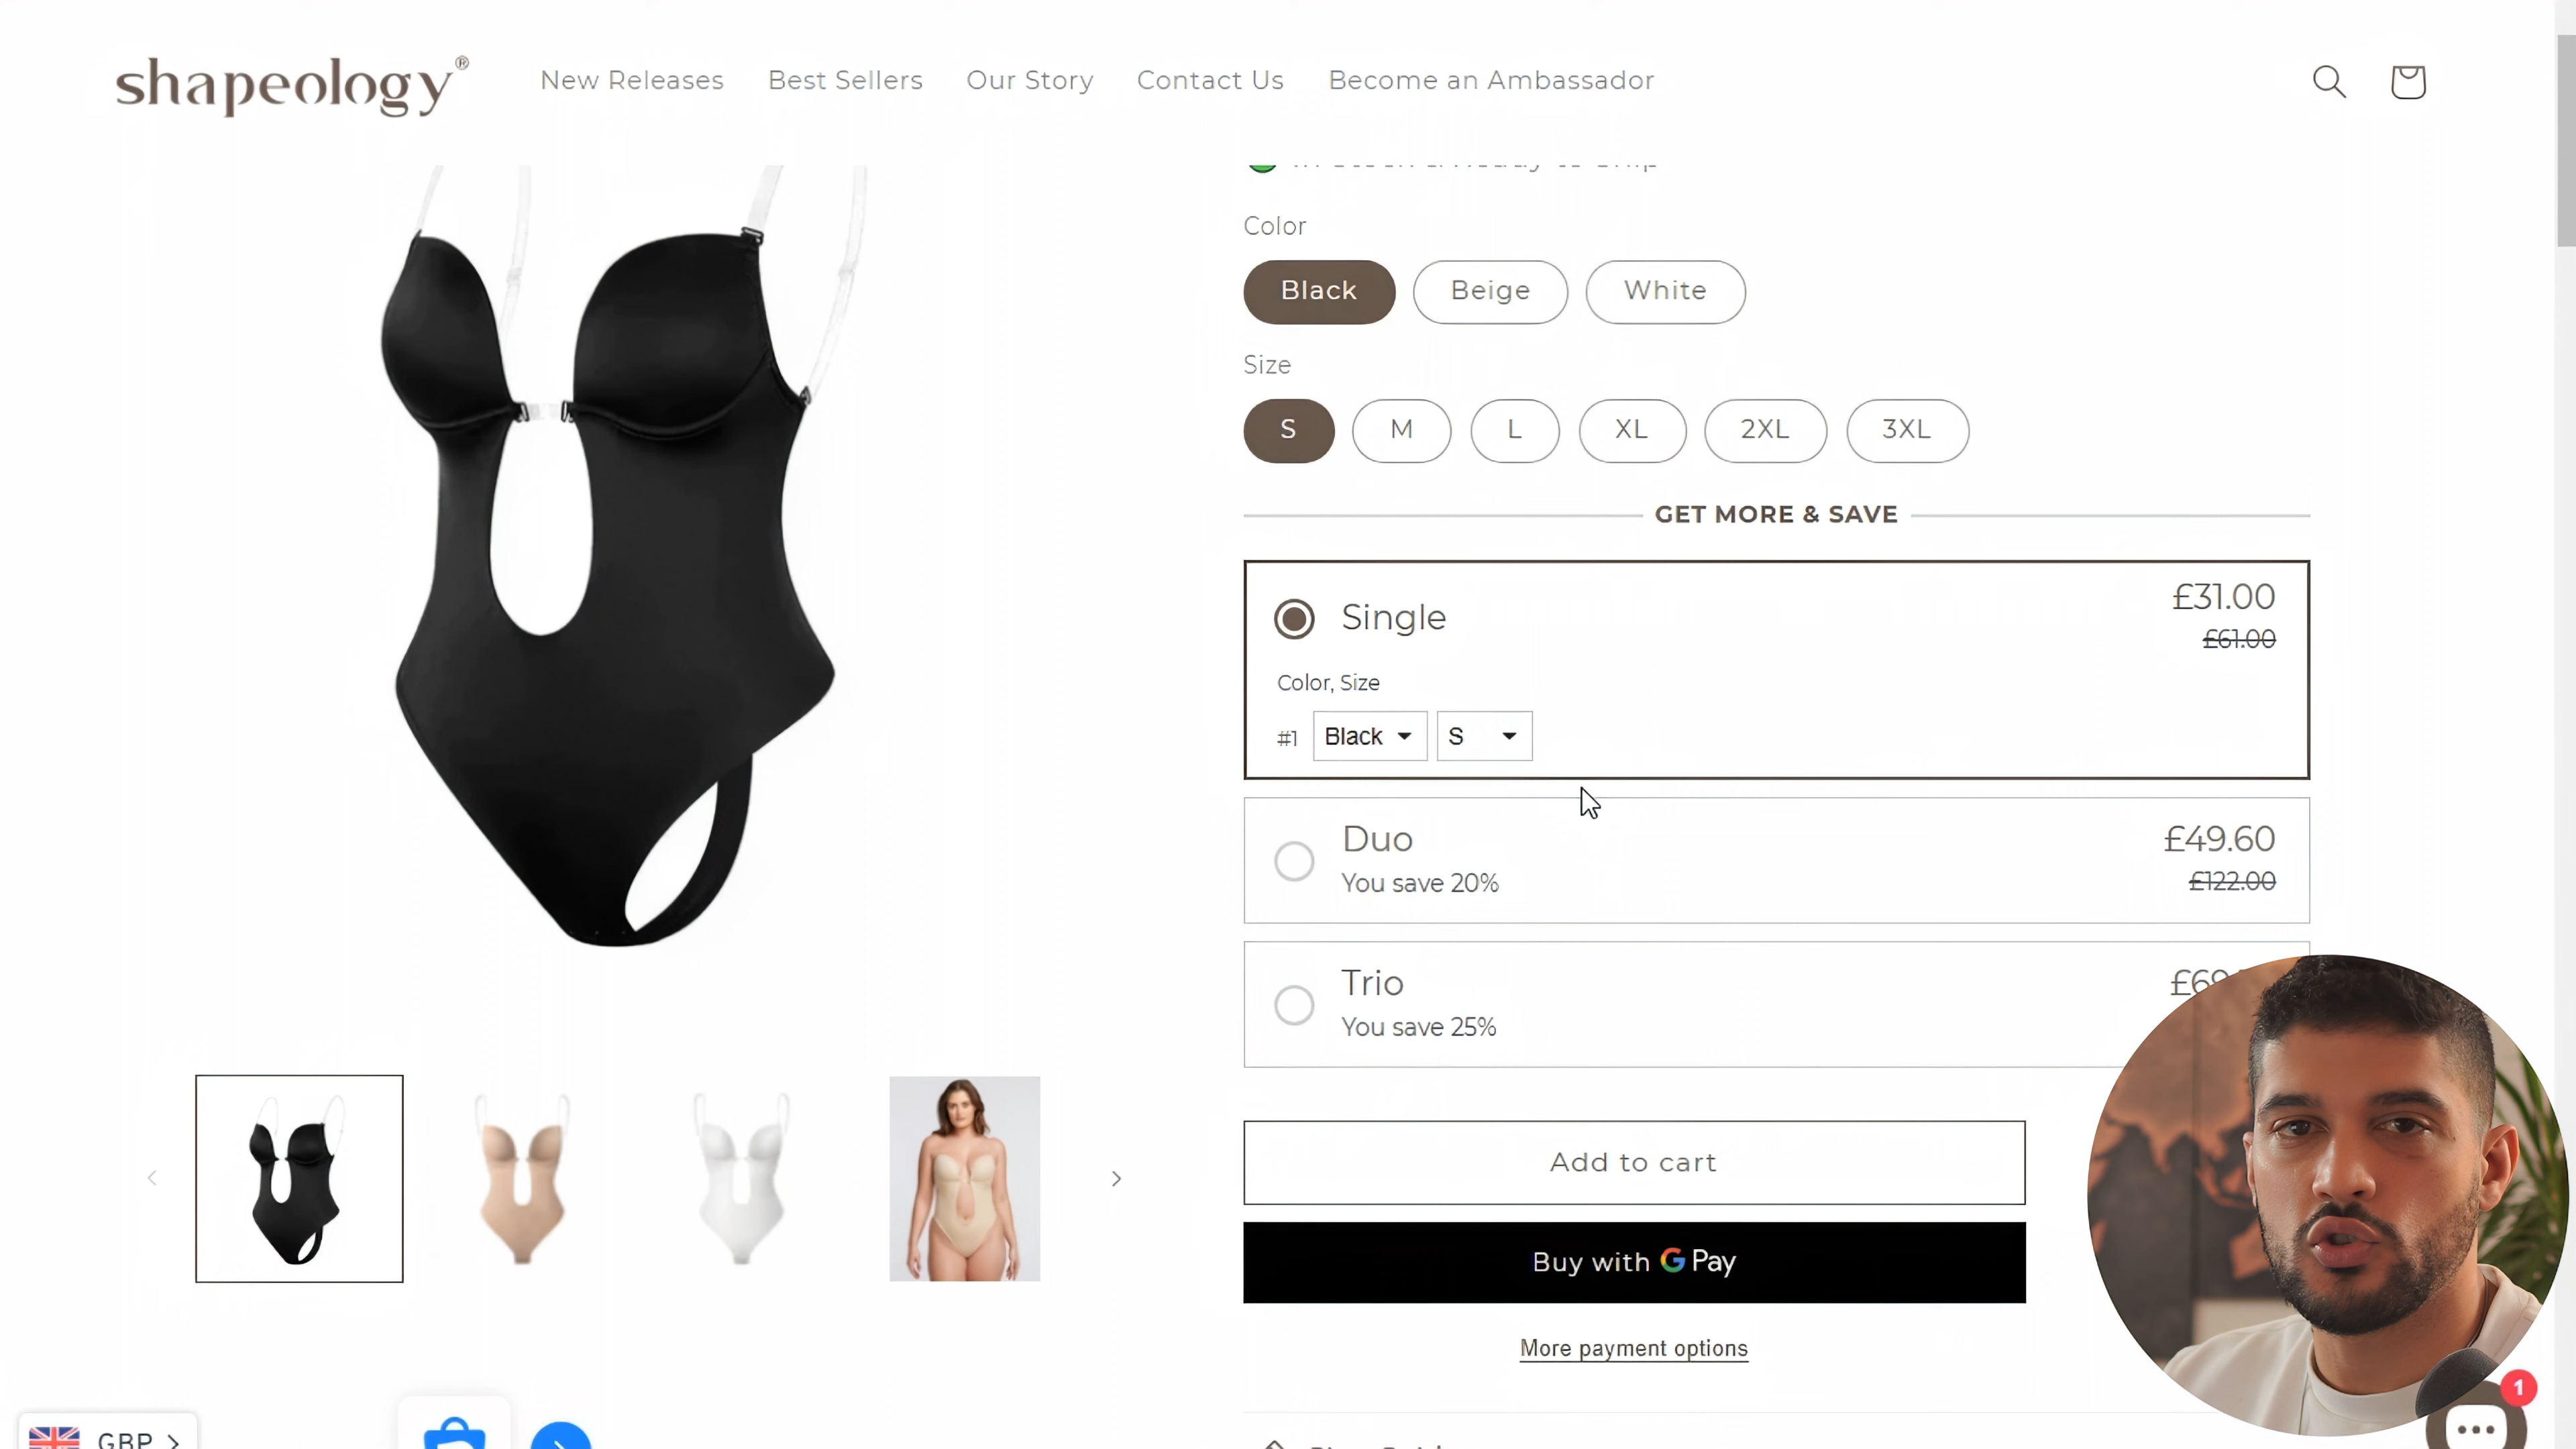 shapeology®
New Releases Best Sellers Our Story Contact Us Become an Ambassador
Color
Black Beige White
Size
S M L XL 2XL 3XL
GET MORE & SAVE
Single £31.00
£61.00
Color, Size
#1 Black S
Duo £49.60
You save 20% £122.00
Trio
You save 25%
Add to cart
Buy with G Pay
More payment options
1
GBP